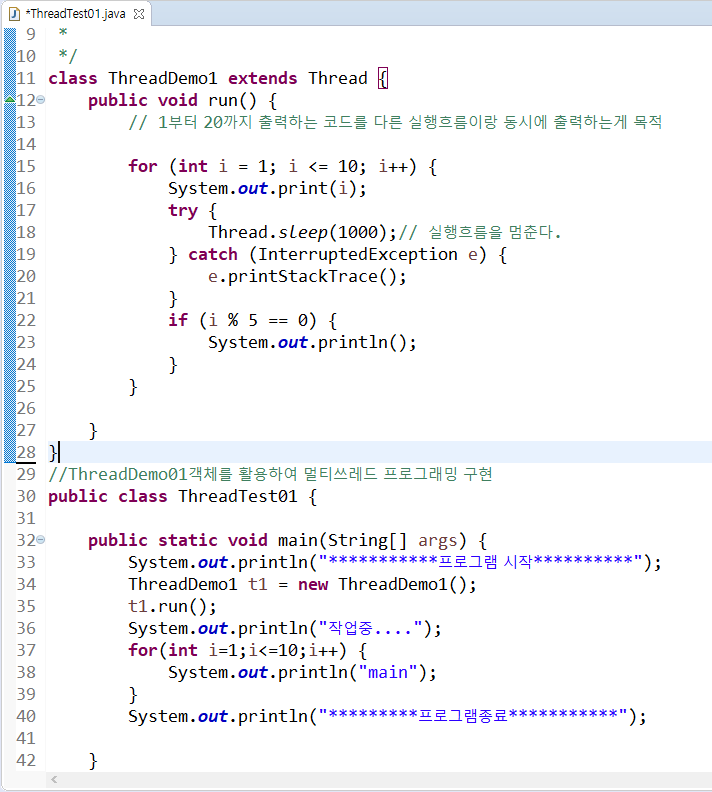 *ThreadTest01.java
9 *
10 */
11 class ThreadDemo1 extends Thread {
12 public void run() {
13 // 1부터 20까지 출력하는 코드를 다른 실행흐름이랑 동시에 출력하는게 목적
14
15 for (int i = 1; i <= 10; i++) {
16 System.out.print(i);
17 try {
18 Thread.sleep(1000);// 실행흐름을 멈춘다.
19 } catch (InterruptedException e) {
20 e.printStackTrace();
21 }
22 if (i % 5 == 0) {
23 System.out.println();
24 }
25 }
26
27 }
28 }
29 //ThreadDemo01객체를 활용하여 멀티쓰레드 프로그래밍 구현
30 public class ThreadTest01 {
31
32 public static void main(String[] args) {
33 System.out.println("***********프로그램 시작**********");
34 ThreadDemo1 t1 = new ThreadDemo1();
35 t1.run();
36 System.out.println("작업중....");
37 for(int i=1;i<=10;i++) {
38 System.out.println("main");
39 }
40 System.out.println("*********프로그램종료***********");
41
42 }